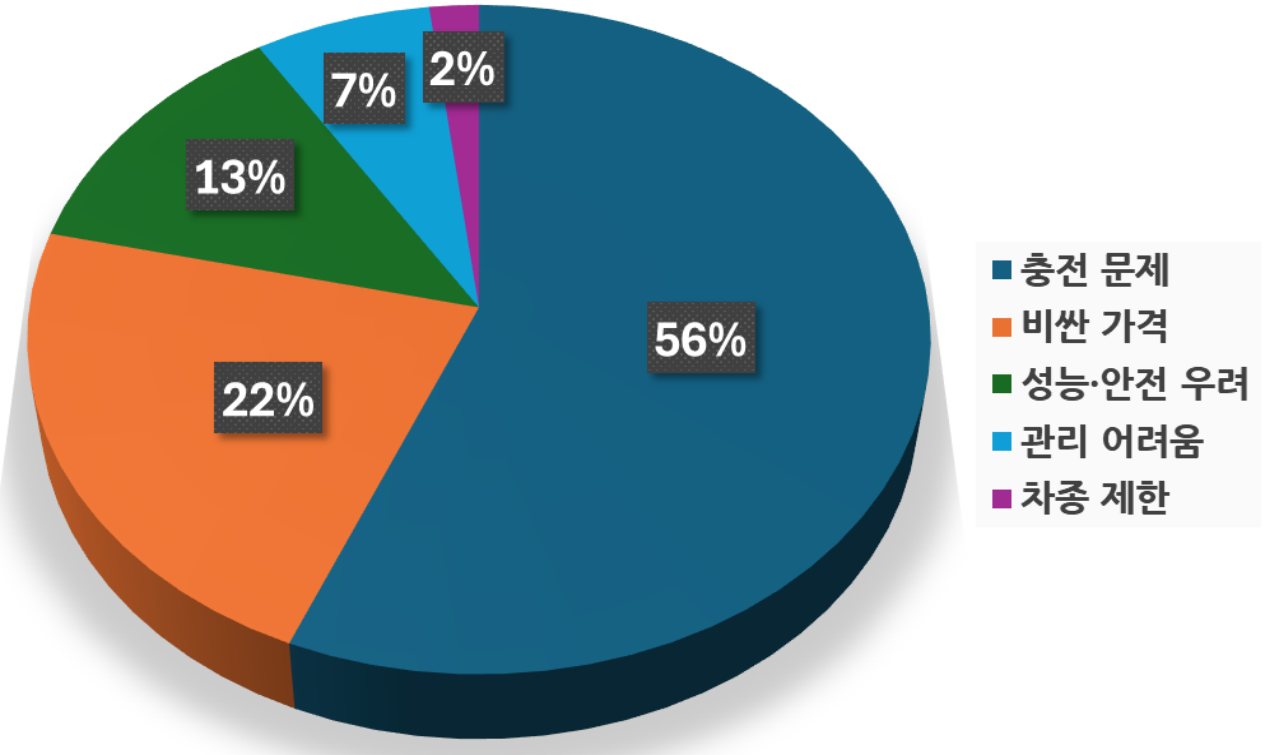 2%
7%
13%
56%
22%
충전 문제
비싼 가격
성능·안전 우려
관리 어려움
차종 제한